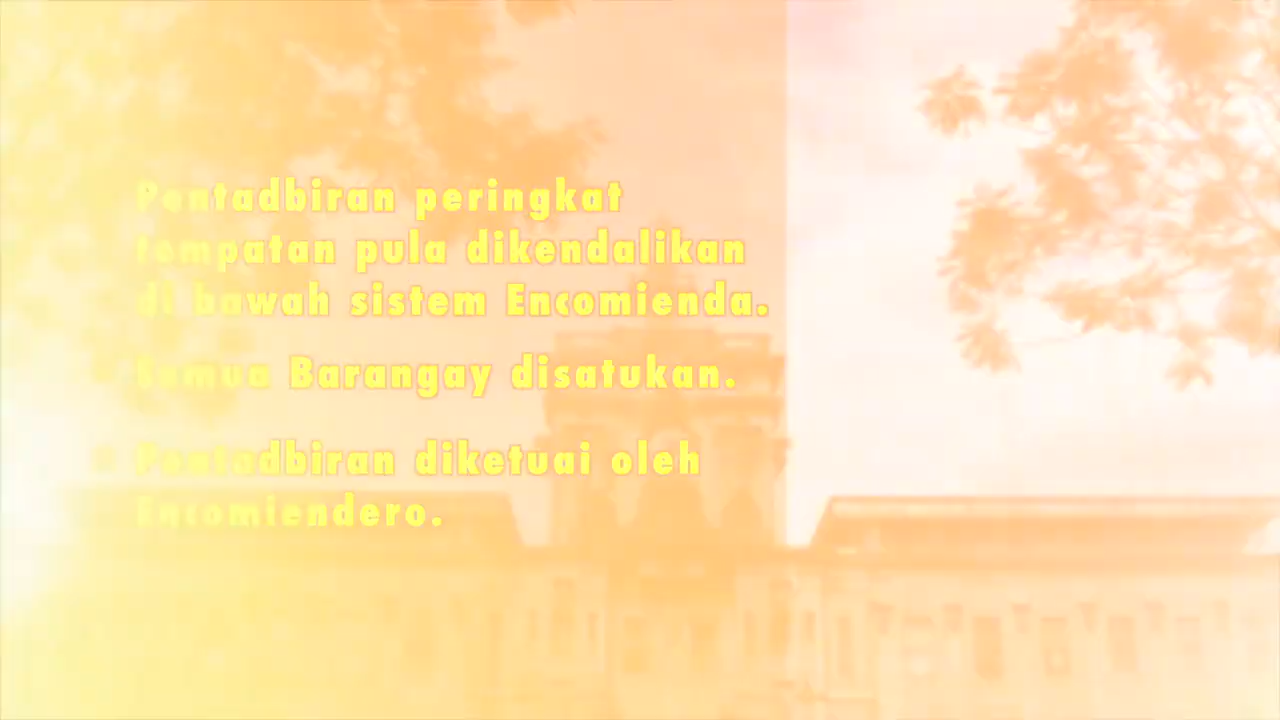 Pentadbiran peringkat
tempatan pula dikendalikan
di bawah sistem Encomienda.
Semua Barangay disatukan.
Pentadbiran diketuai oleh
Encomiendero.